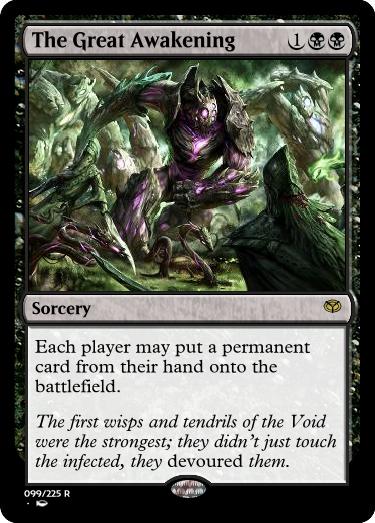 The Great Awakening 1
Sorcery
Each player may put a permanent
card from their hand onto the
battlefield.
The first wisps and tendrils of the Void
were the strongest; they didn't just touch
the infected, they devoured them.
099/225 R